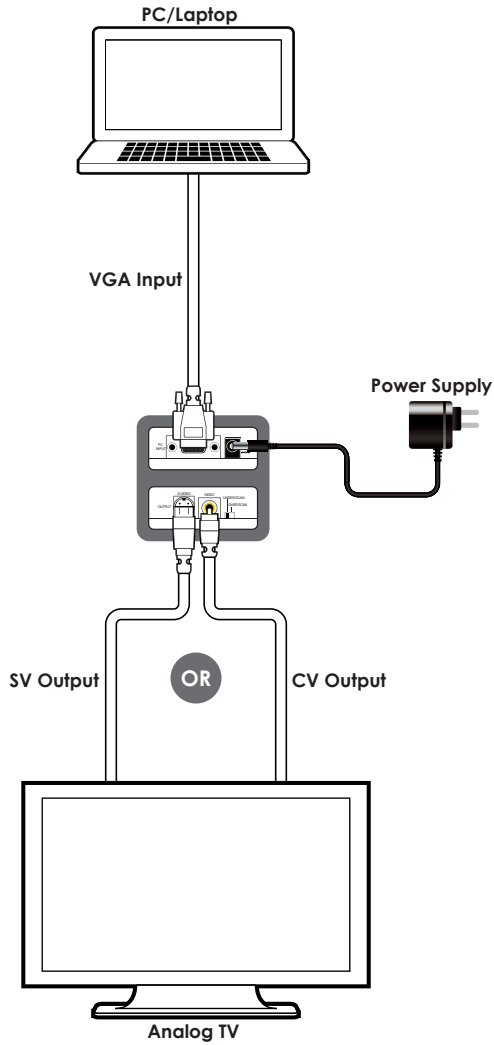 PC/Laptop
VGA Input
Power Supply
PC
INPUT
S-VIDEO
VIDEO
UNDERSCAN
OVERSCAN
OUTPUT
SV Output
OR
CV Output
Analog TV